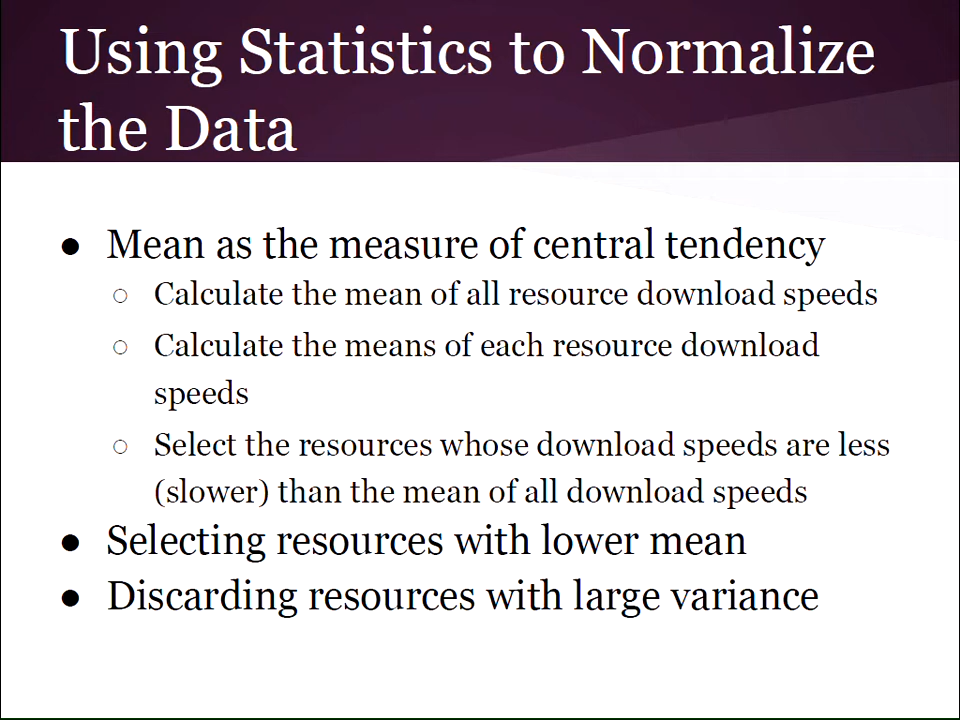 Using Statistics to Normalize
the Data
● Mean as the measure of central tendency
○ Calculate the mean of all resource download speeds
○ Calculate the means of each resource download
speeds
○ Select the resources whose download speeds are less
(slower) than the mean of all download speeds
● Selecting resources with lower mean
● Discarding resources with large variance